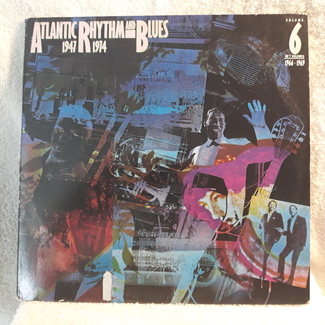 ATLANTIC RHYTHM AND BLUES
1947 1974
VOLUME
6
1966 - 1969